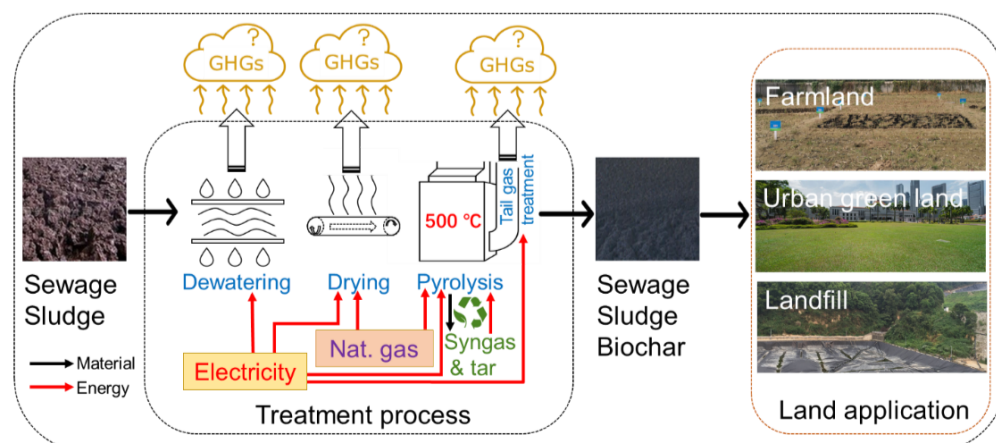 ?
GHGs
?
GHGs
?
GHGs
Sewage
Sludge
Dewatering
Drying
500 ℃
Pyrolysis
Tail gas
treatment
Syngas
& tar
Nat. gas
Electricity
Treatment process
Material
Energy
Sewage
Sludge
Biochar
Farmland
Urban green land
Landfill
Land application